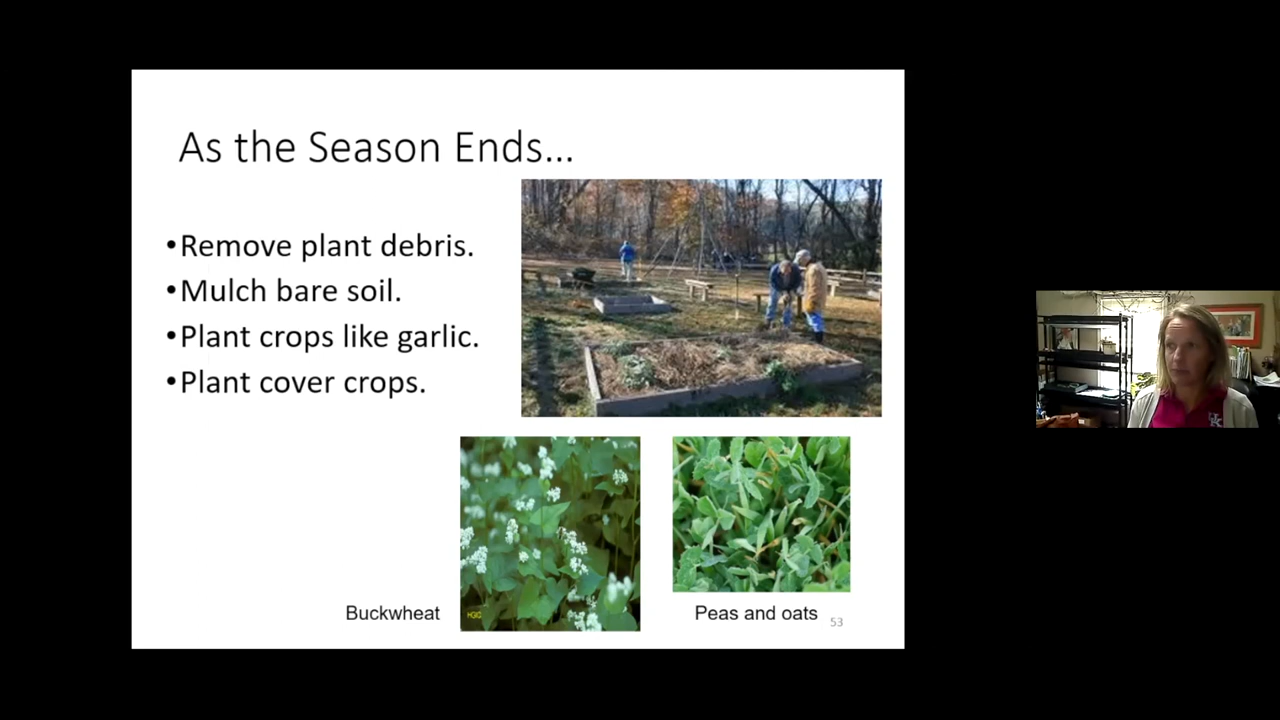 As the Season Ends...
•Remove plant debris.
•Mulch bare soil.
•Plant crops like garlic.
•Plant cover crops.
HGIC
Buckwheat
Peas and oats
53